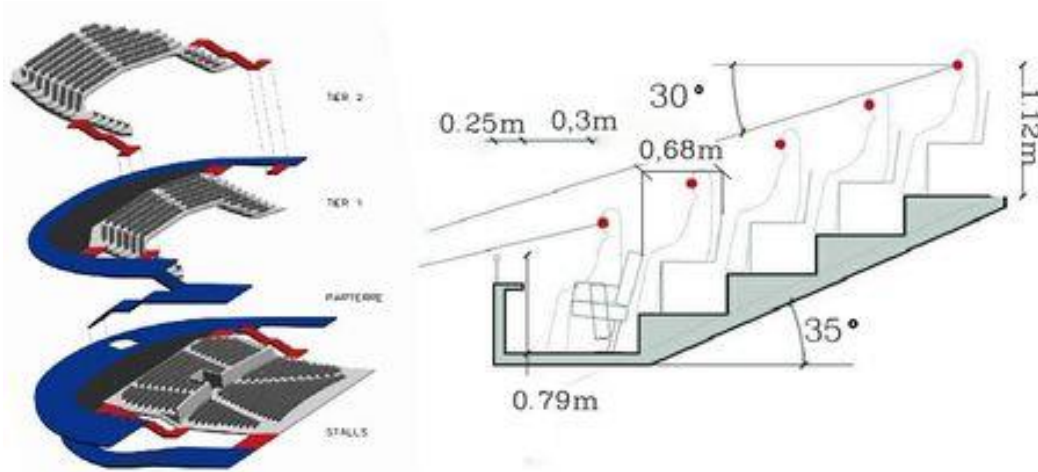 TIER 2
TIER 1
PARTERRE
STALLS
30°
0.25m
0,3m
0,68m
1.12m
35°
0.79m